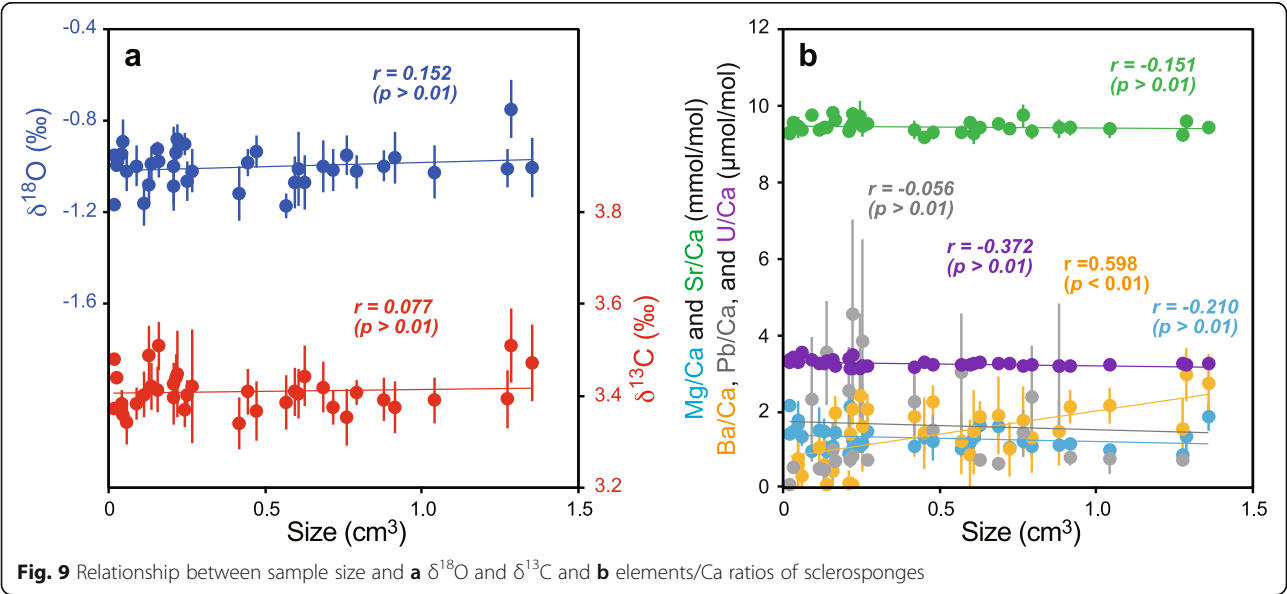 a
-0.4
-0.8
-1.2
-1.6
δ18O (‰)
r = 0.152
(p > 0.01)
r = 0.077
(p > 0.01)
3.8
3.6
3.4
3.2
δ13C (‰)
0
0.5
1.0
1.5
Size (cm3)
b
12
10
8
6
4
2
0
Mg/Ca and Sr/Ca (mmol/mol)
Ba/Ca, Pb/Ca, and U/Ca (μmol/mol)
r = -0.151
(p > 0.01)
r = -0.056
(p > 0.01)
r = -0.372
(p > 0.01)
r =0.598
(p < 0.01)
r = -0.210
(p > 0.01)
0
0.5
1.0
1.5
Size (cm3)
Fig. 9 Relationship between sample size and a δ18O and δ13C and b elements/Ca ratios of sclerosponges